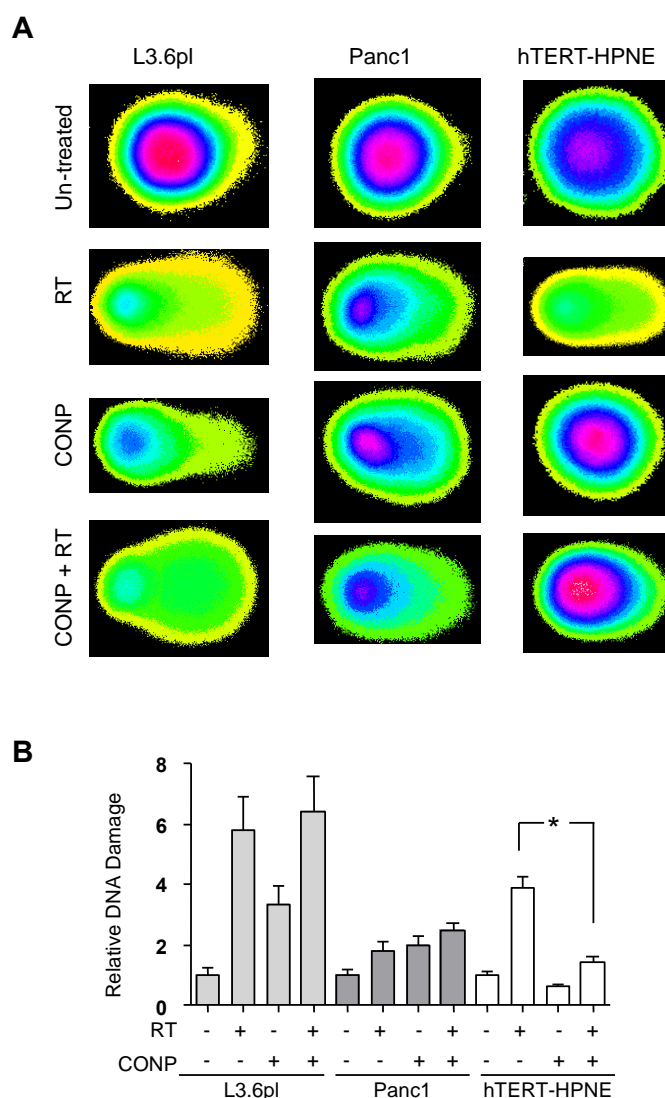 A
L3.6pl Panc1 hTERT-HPNE
Un-treated
RT
CONP
CONP + RT
B
Relative DNA Damage
8
6
4
2
0
*
RT - + - + - + - + - + - +
CONP - - + + - - + + - - + +
L3.6pl Panc1 hTERT-HPNE